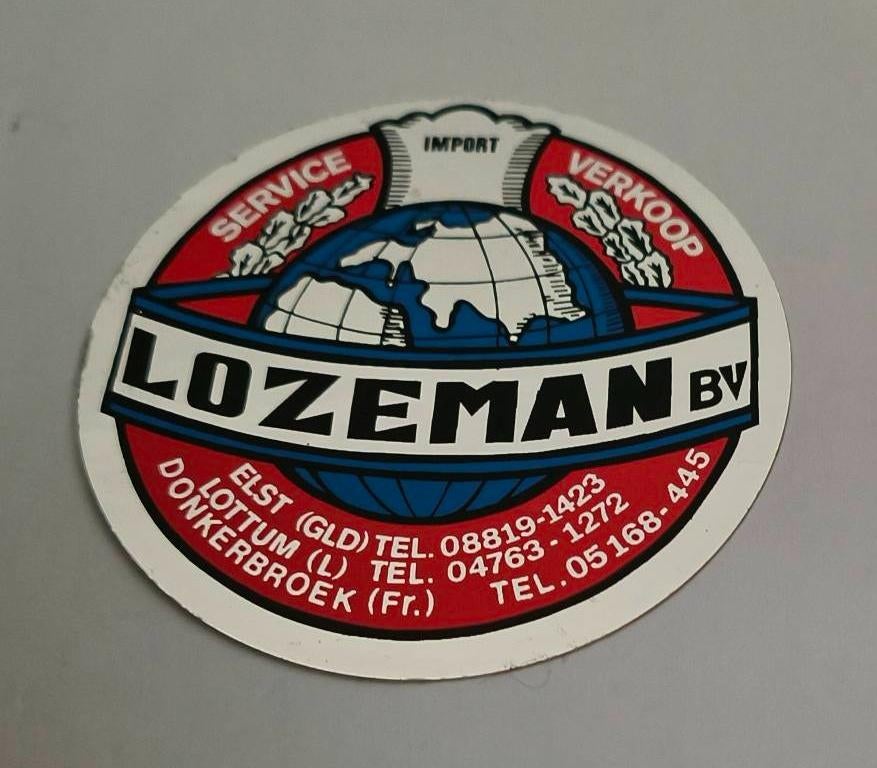 IMPORT
SERVICE
VERKOOP
LOZEMAN BV
ELST (GLD) TEL. 08819-1423
LOTTUM (L) TEL. 04763-1272
DONKERBROEK (Fr.) TEL. 05168-445